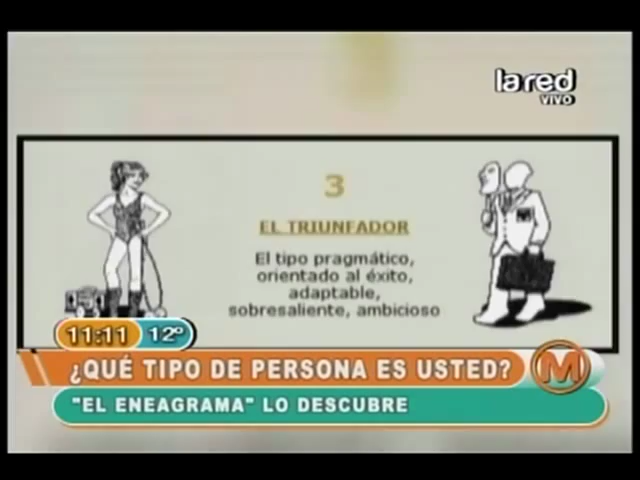 la red
VIVO
3
EL TRIUNFADOR
El tipo pragmático,
orientado al éxito,
adaptable,
sobresaliente, ambicioso
11:11 12º
¿QUÉ TIPO DE PERSONA ES USTED?
M
"EL ENEAGRAMA" LO DESCUBRE